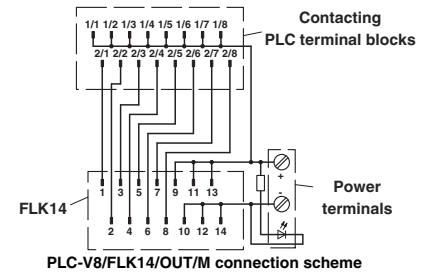 1/1 1/2 1/3 1/4 1/5 1/6 1/7 1/8
Contacting
PLC terminal blocks
2/1 2/2 2/3 2/4 2/5 2/6 2/7 2/8
1 3 5 7 9 11 13
+
-
FLK14
Power
terminals
2 4 6 8 10 12 14
PLC-V8/FLK14/OUT/M connection scheme